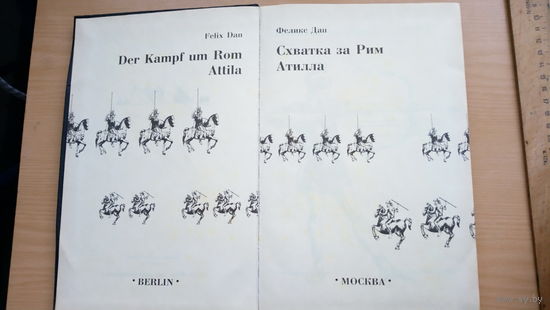 Felix Dan
Der Kampf um Rom
Attila
· BERLIN ·
Феликс Дан
Схватка за Рим
Атилла
· МОСКВА ·